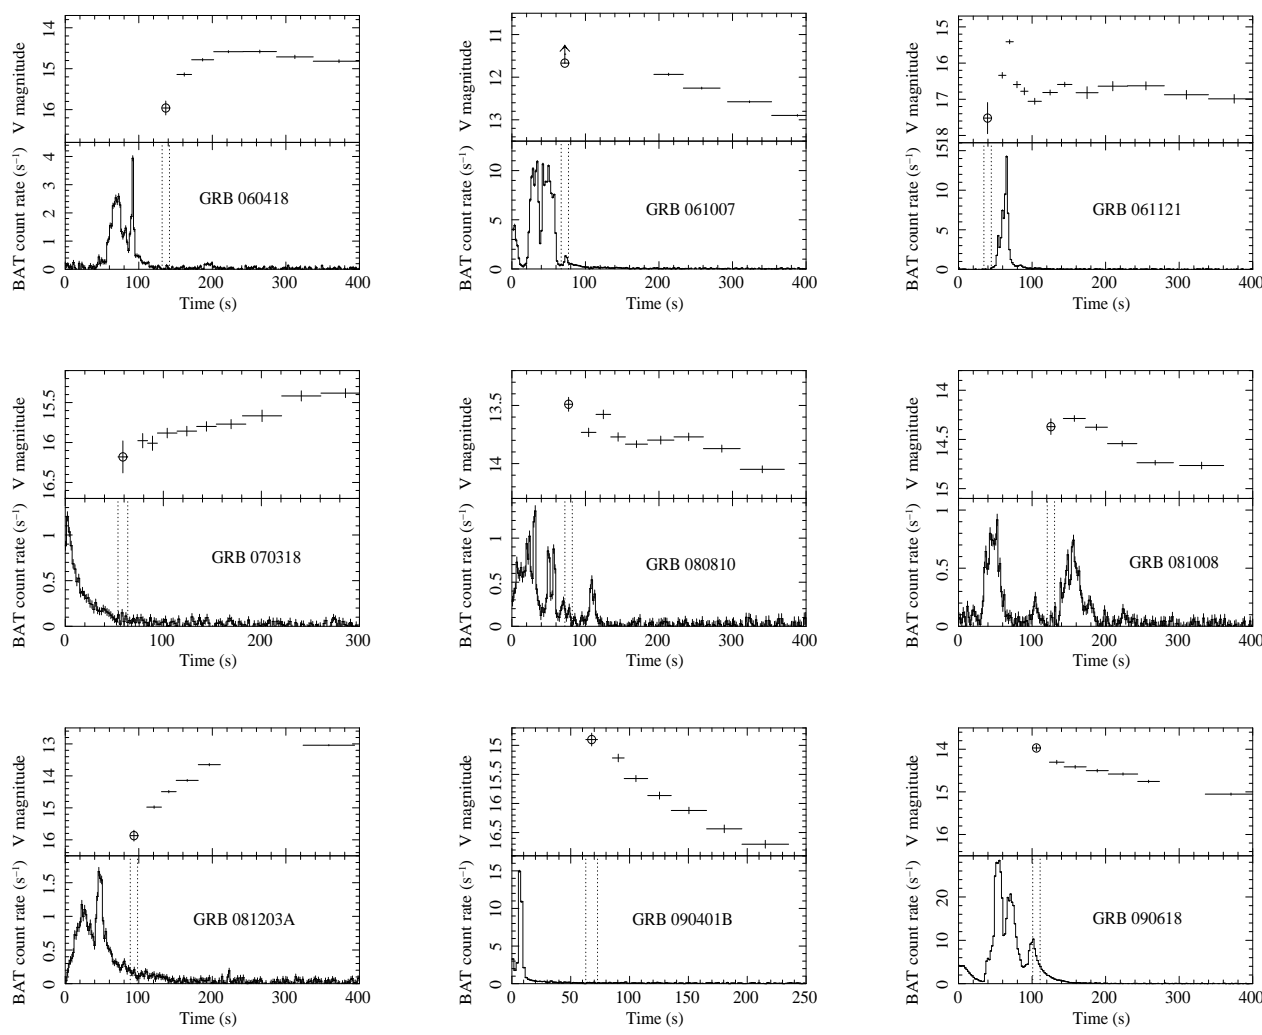 14
15
16
V magnitude
4
3
2
1
0
BAT count rate (s⁻¹)
GRB 060418
0 100 200 300 400
Time (s)
11
12
13
V magnitude
10
5
0
BAT count rate (s⁻¹)
GRB 061007
0 100 200 300 400
Time (s)
15
16
17
18
V magnitude
15
10
5
0
BAT count rate (s⁻¹)
GRB 061121
0 100 200 300 400
Time (s)
15.5
16
16.5
V magnitude
1
0.5
0
BAT count rate (s⁻¹)
GRB 070318
0 100 200 300
Time (s)
13.5
14
V magnitude
1
0.5
0
BAT count rate (s⁻¹)
GRB 080810
0 100 200 300 400
Time (s)
14
14.5
15
V magnitude
1
0.5
0
BAT count rate (s⁻¹)
GRB 081008
0 100 200 300 400
Time (s)
13
14
15
16
V magnitude
1.5
1
0.5
0
BAT count rate (s⁻¹)
GRB 081203A
0 100 200 300 400
Time (s)
15
15.5
16
16.5
V magnitude
15
10
5
0
BAT count rate (s⁻¹)
GRB 090401B
0 50 100 150 200 250
Time (s)
14
15
16
V magnitude
20
10
0
BAT count rate (s⁻¹)
GRB 090618
0 100 200 300 400
Time (s)